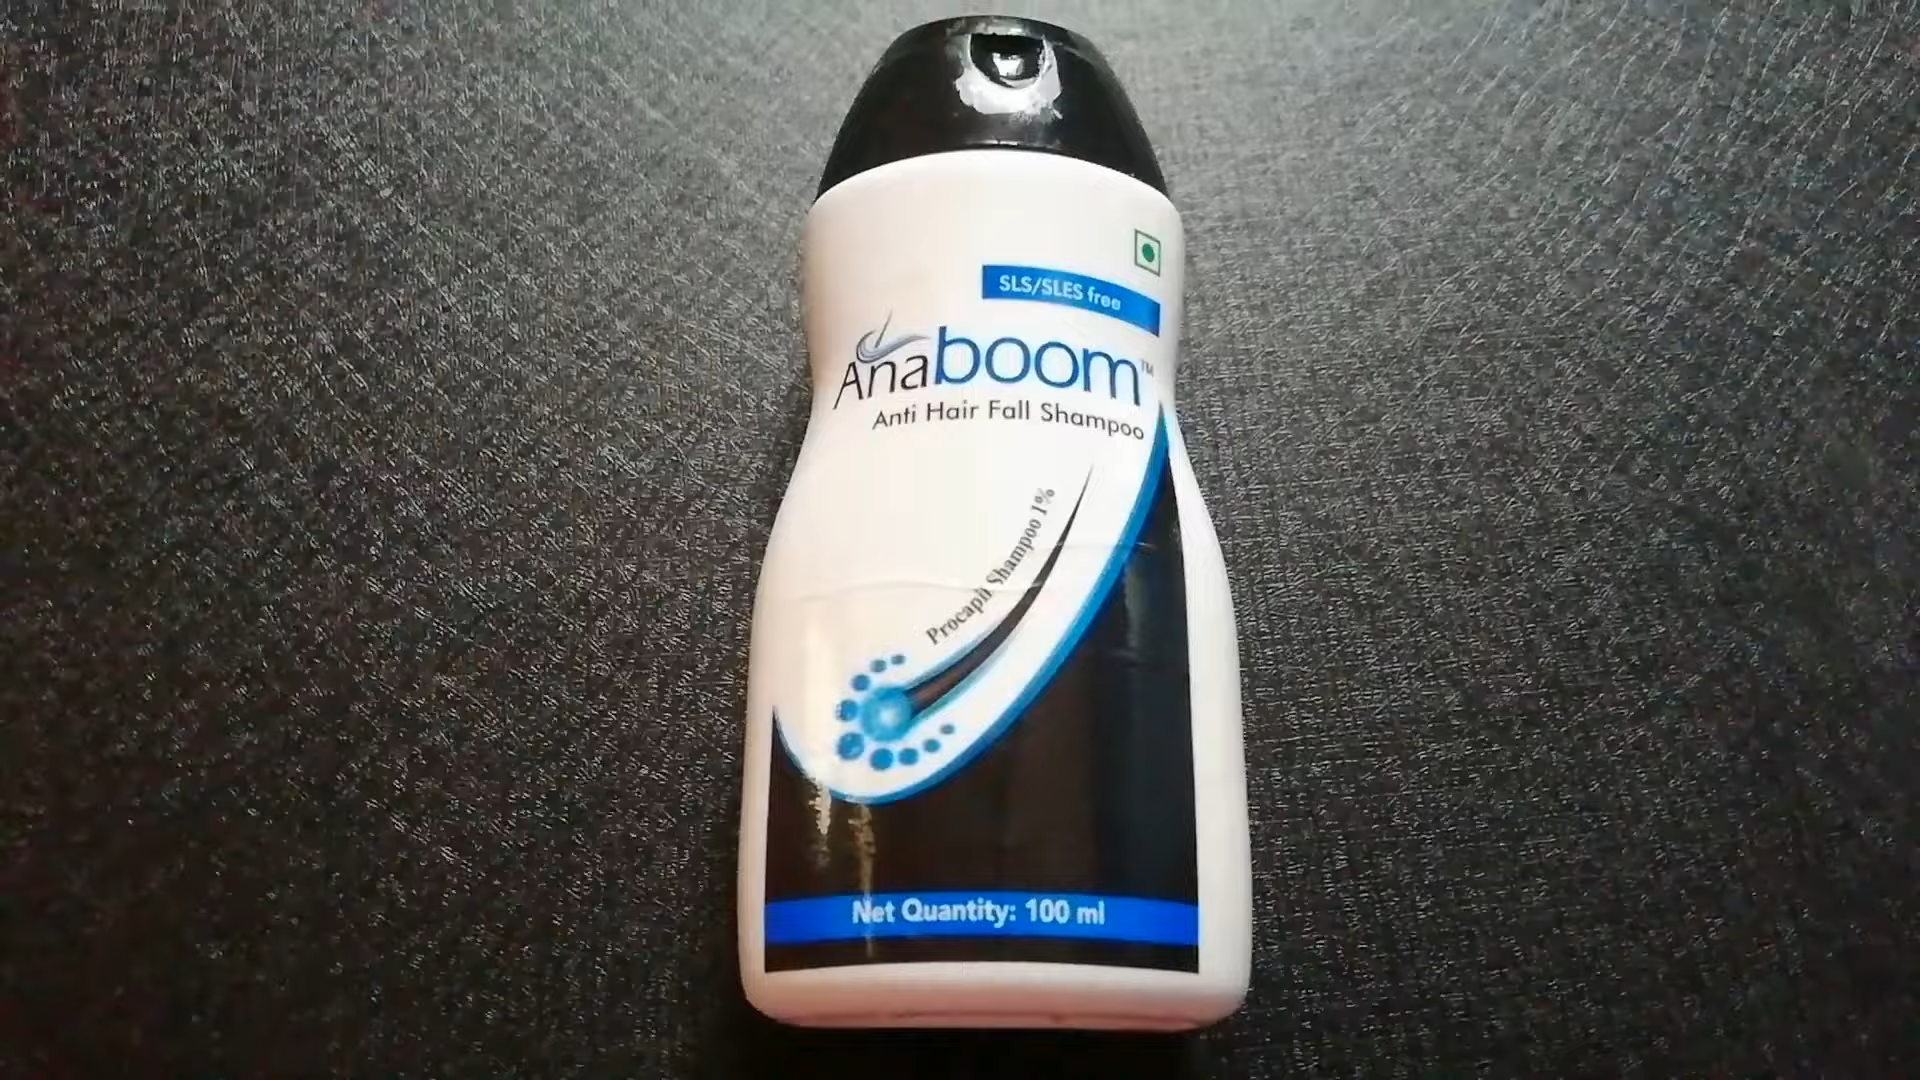 SLS/SLES free
Anaboom™
Anti Hair Fall Shampoo
Procapil Shampoo 1%
Net Quantity: 100 ml